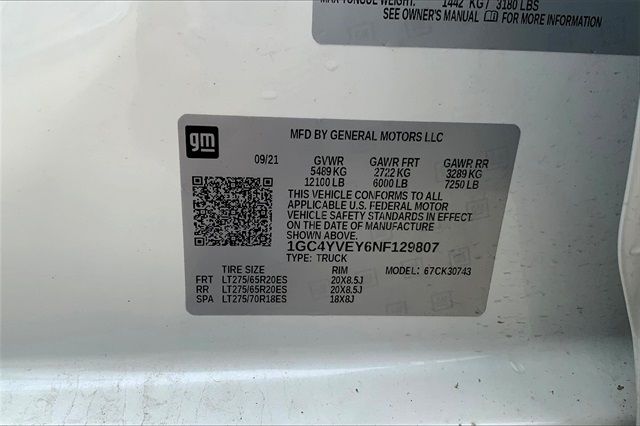 MAX TONGUE WEIGHT: 1442 KG / 3180 LBS
SEE OWNER'S MANUAL FOR MORE INFORMATION
gm
MFD BY GENERAL MOTORS LLC
09/21 GVWR GAWR FRT GAWR RR
5489 KG 2722 KG 3289 KG
12100 LB 6000 LB 7250 LB
THIS VEHICLE CONFORMS TO ALL
APPLICABLE U.S. FEDERAL MOTOR
VEHICLE SAFETY STANDARDS IN EFFECT
ON THE DATE OF MANUFACTURE
SHOWN ABOVE.
1GC4YVEY6NF129807
TYPE: TRUCK
TIRE SIZE RIM MODEL: 67CK30743
FRT LT275/65R20ES 20X8.5J
RR LT275/65R20ES 20X8.5J
SPA LT275/70R18ES 18X8J